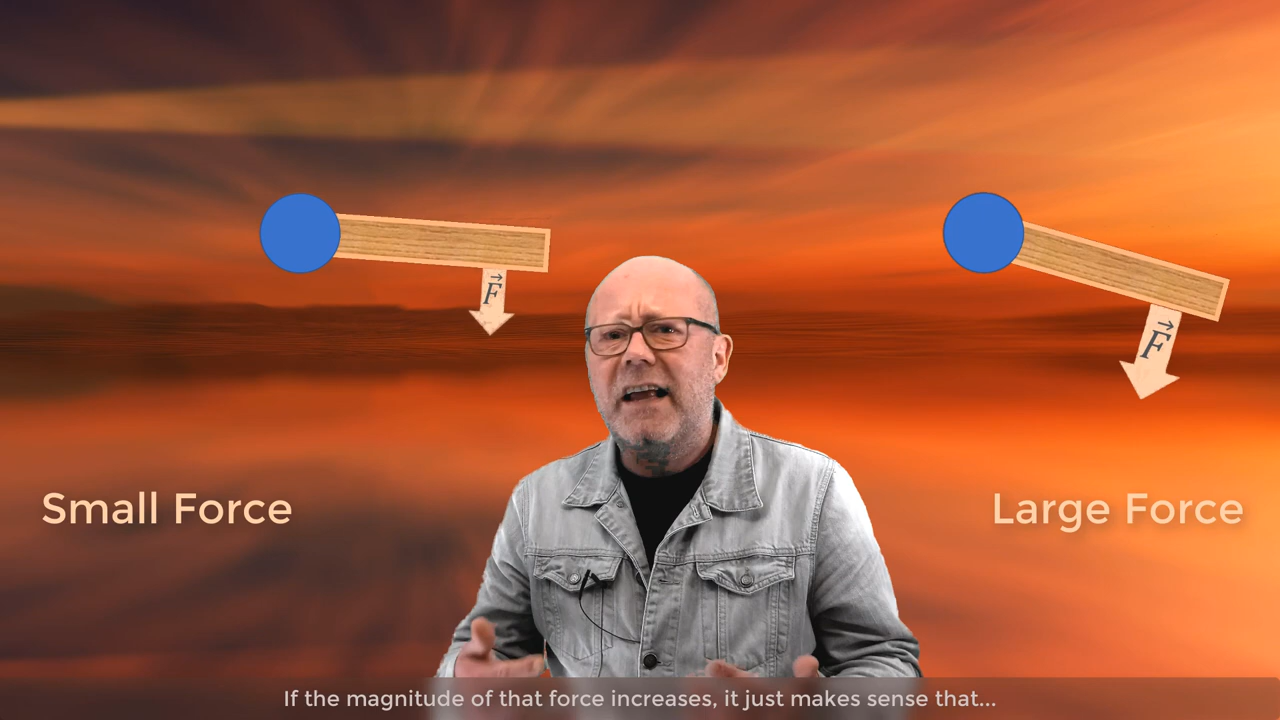 F
F
Small Force
Large Force
If the magnitude of that force increases, it just makes sense that...